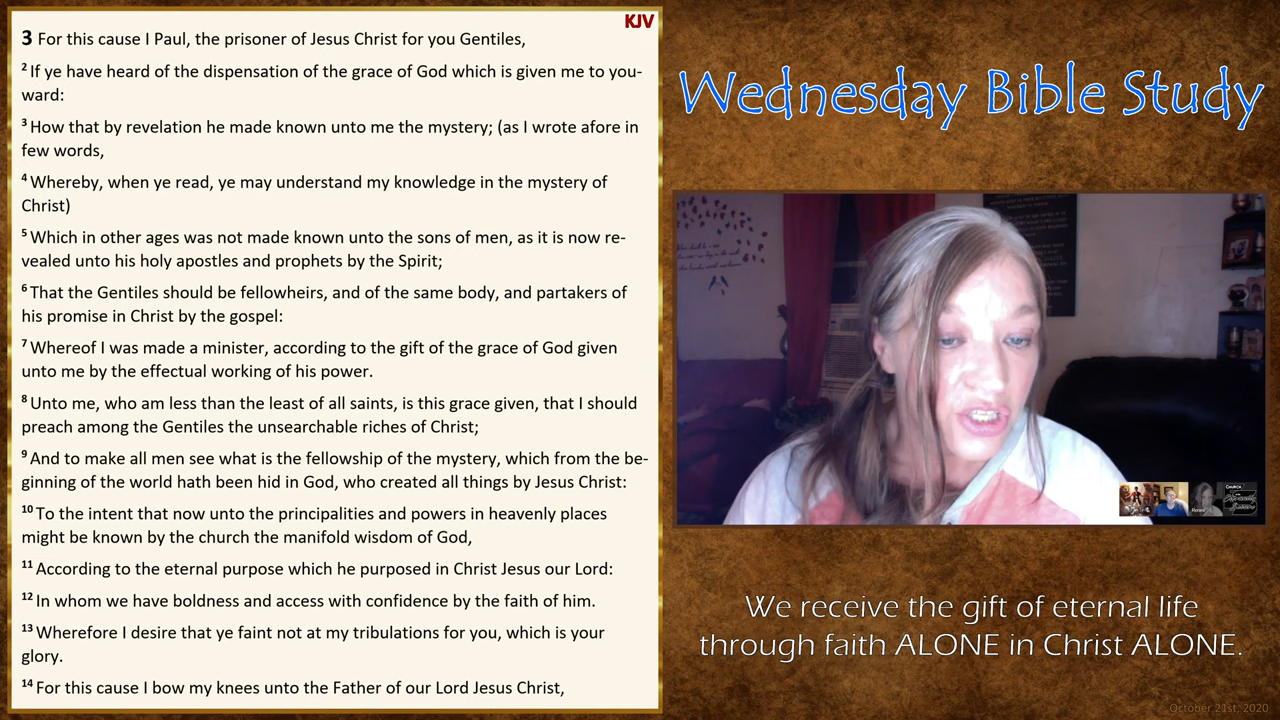 KJV
3 For this cause I Paul, the prisoner of Jesus Christ for you Gentiles,
2 If ye have heard of the dispensation of the grace of God which is given me to you-
ward:
3 How that by revelation he made known unto me the mystery; (as I wrote afore in
few words,
4 Whereby, when ye read, ye may understand my knowledge in the mystery of
Christ)
5 Which in other ages was not made known unto the sons of men, as it is now re-
vealed unto his holy apostles and prophets by the Spirit;
6 That the Gentiles should be fellowheirs, and of the same body, and partakers of
his promise in Christ by the gospel:
7 Whereof I was made a minister, according to the gift of the grace of God given
unto me by the effectual working of his power.
8 Unto me, who am less than the least of all saints, is this grace given, that I should
preach among the Gentiles the unsearchable riches of Christ;
9 And to make all men see what is the fellowship of the mystery, which from the be-
ginning of the world hath been hid in God, who created all things by Jesus Christ:
10 To the intent that now unto the principalities and powers in heavenly places
might be known by the church the manifold wisdom of God,
11 According to the eternal purpose which he purposed in Christ Jesus our Lord:
12 In whom we have boldness and access with confidence by the faith of him.
13 Wherefore I desire that ye faint not at my tribulations for you, which is your
glory.
14 For this cause I bow my knees unto the Father of our Lord Jesus Christ,
Wednesday Bible Study
CHURCH
We receive the gift of eternal life
through faith ALONE in Christ ALONE.
October 21st, 2020